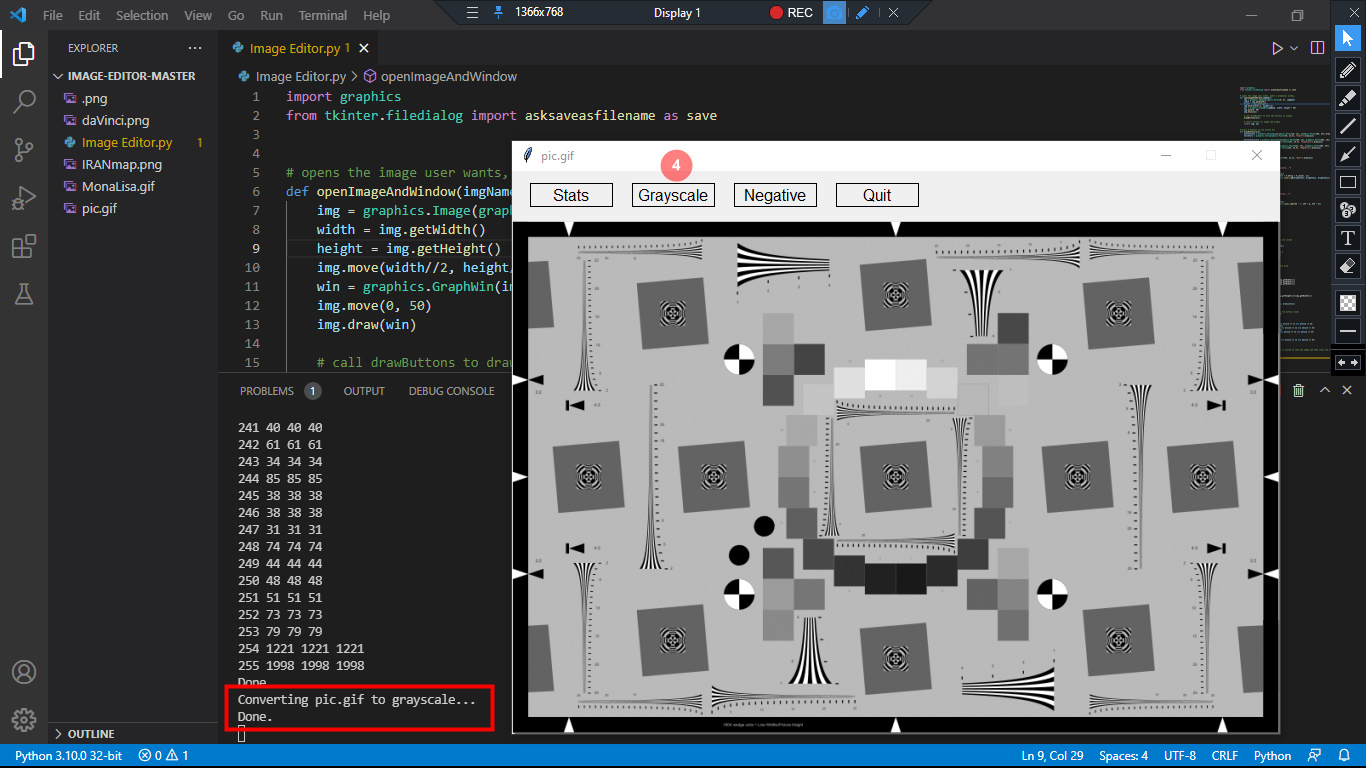 File Edit Selection View Go Run Terminal Help
1366x768 Display 1 REC
EXPLORER
IMAGE-EDITOR-MASTER
.png
daVinci.png
Image Editor.py 1
IRANmap.png
MonaLisa.gif
pic.gif
OUTLINE
Image Editor.py 1
Image Editor.py > openImageAndWindow
1 import graphics
2 from tkinter.filedialog import asksaveasfilename as save
3
4
5 # opens the image user wants,
6 def openImageAndWindow(imgName
7 img = graphics.Image(grap
8 width = img.getWidth()
9 height = img.getHeight()
10 img.move(width//2, height/
11 win = graphics.GraphWin(i
12 img.move(0, 50)
13 img.draw(win)
14
15 # call drawButtons to draw
PROBLEMS 1 OUTPUT DEBUG CONSOLE
241 40 40 40
242 61 61 61
243 34 34 34
244 85 85 85
245 38 38 38
246 38 38 38
247 31 31 31
248 74 74 74
249 44 44 44
250 48 48 48
251 51 51 51
252 73 73 73
253 79 79 79
254 1221 1221 1221
255 1998 1998 1998
Done.
Converting pic.gif to grayscale...
Done.
pic.gif
4
Stats Grayscale Negative Quit
Python 3.10.0 32-bit 0 1 Ln 9, Col 29 Spaces: 4 UTF-8 CRLF Python